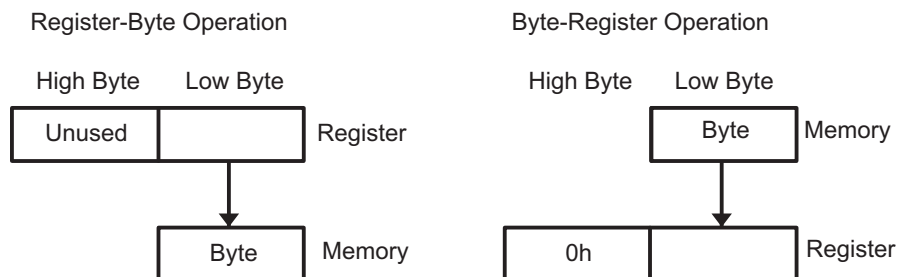 Register-Byte Operation
High Byte Low Byte
Unused Register
Byte Memory
Byte-Register Operation
High Byte Low Byte
Byte Memory
0h Register